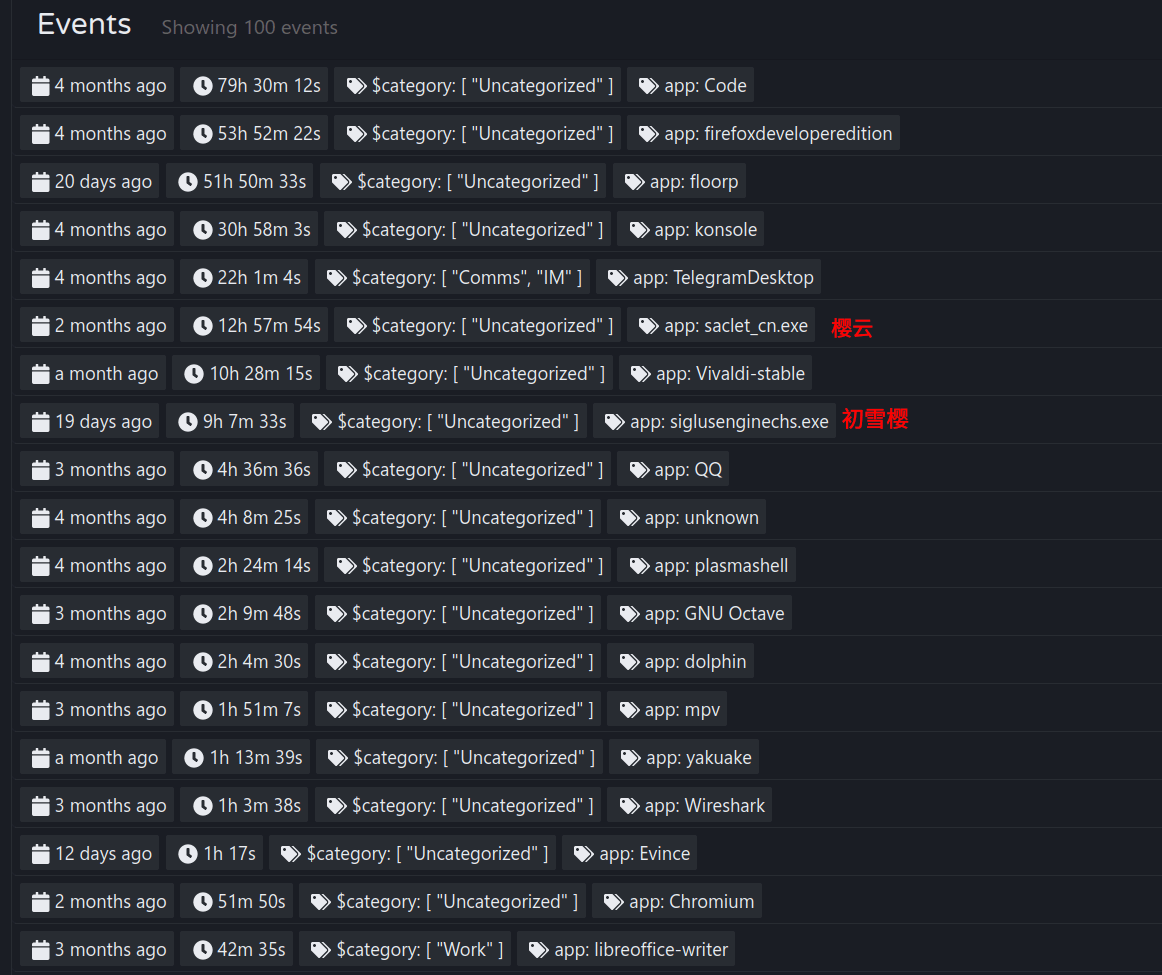 Events Showing 100 events
4 months ago 79h 30m 12s $category: [ "Uncategorized" ] app: Code
4 months ago 53h 52m 22s $category: [ "Uncategorized" ] app: firefoxdeveloperedition
20 days ago 51h 50m 33s $category: [ "Uncategorized" ] app: floorp
4 months ago 30h 58m 3s $category: [ "Uncategorized" ] app: konsole
4 months ago 22h 1m 4s $category: [ "Comms", "IM" ] app: TelegramDesktop
2 months ago 12h 57m 54s $category: [ "Uncategorized" ] app: saclet_cn.exe 樱云
a month ago 10h 28m 15s $category: [ "Uncategorized" ] app: Vivaldi-stable
19 days ago 9h 7m 33s $category: [ "Uncategorized" ] app: siglusenginechs.exe 初雪樱
3 months ago 4h 36m 36s $category: [ "Uncategorized" ] app: QQ
4 months ago 4h 8m 25s $category: [ "Uncategorized" ] app: unknown
4 months ago 2h 24m 14s $category: [ "Uncategorized" ] app: plasmashell
3 months ago 2h 9m 48s $category: [ "Uncategorized" ] app: GNU Octave
4 months ago 2h 4m 30s $category: [ "Uncategorized" ] app: dolphin
3 months ago 1h 51m 7s $category: [ "Uncategorized" ] app: mpv
a month ago 1h 13m 39s $category: [ "Uncategorized" ] app: yakuake
3 months ago 1h 3m 38s $category: [ "Uncategorized" ] app: Wireshark
12 days ago 1h 17s $category: [ "Uncategorized" ] app: Evince
2 months ago 51m 50s $category: [ "Uncategorized" ] app: Chromium
3 months ago 42m 35s $category: [ "Work" ] app: libreoffice-writer